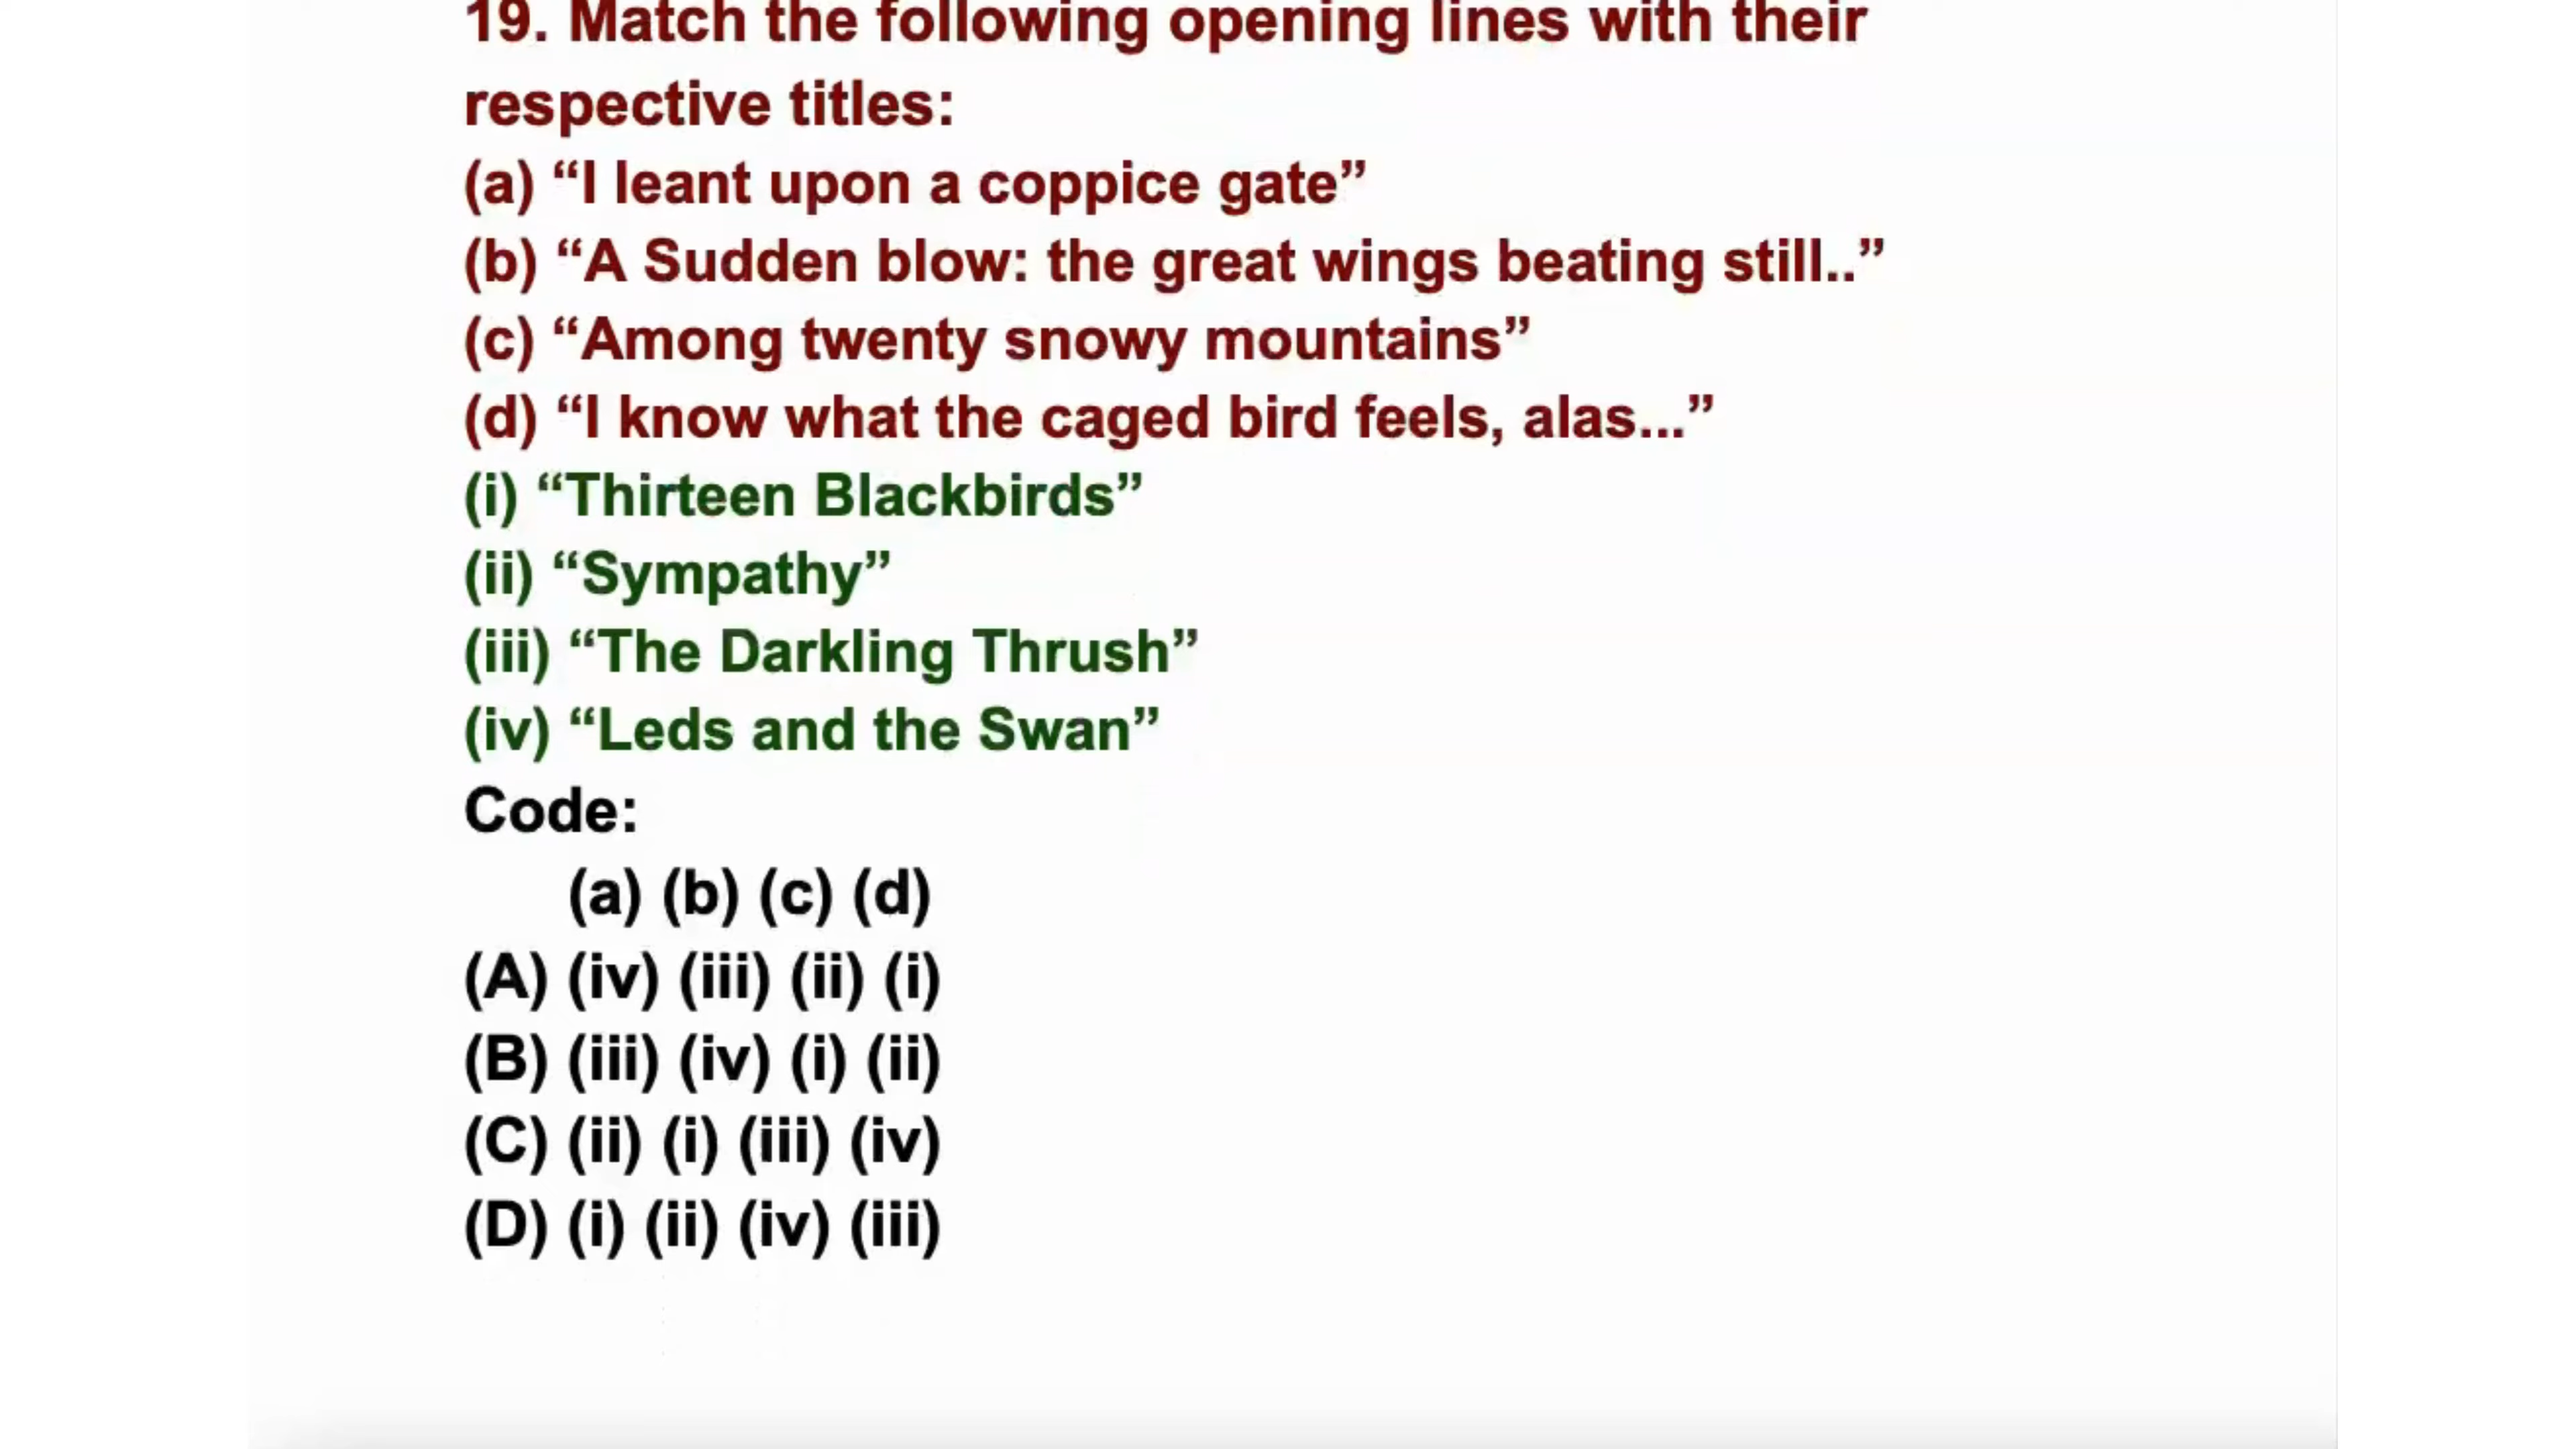 19. Match the following opening lines with their
respective titles:
(a) “I leant upon a coppice gate”
(b) “A Sudden blow: the great wings beating still..”
(c) “Among twenty snowy mountains”
(d) “I know what the caged bird feels, alas...”
(i) “Thirteen Blackbirds”
(ii) “Sympathy”
(iii) “The Darkling Thrush”
(iv) “Leds and the Swan”
Code:
(a) (b) (c) (d)
(A) (iv) (iii) (ii) (i)
(B) (iii) (iv) (i) (ii)
(C) (ii) (i) (iii) (iv)
(D) (i) (ii) (iv) (iii)